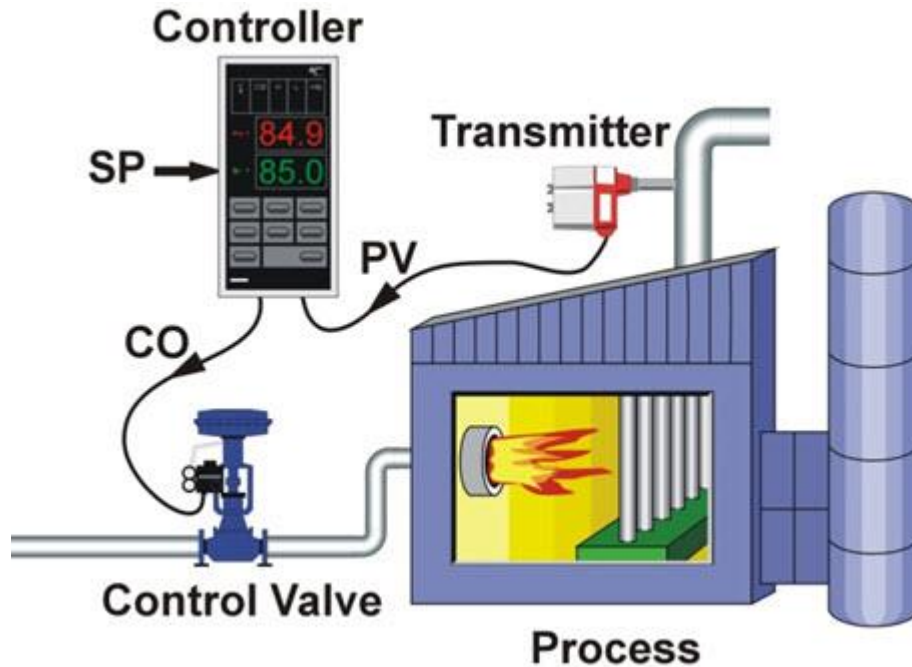 Controller
84.9
85.0
SP
Transmitter
PV
CO
Control Valve
Process